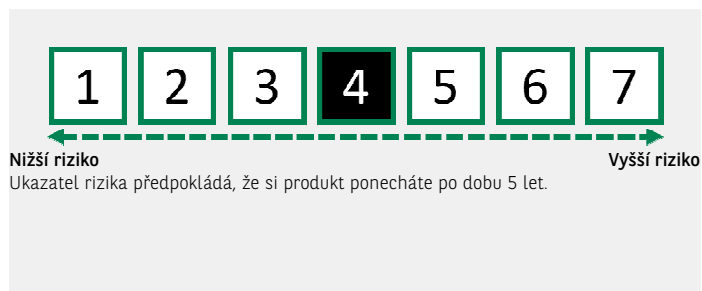 1 2 3 4 5 6 7
Nižší riziko Vyšší riziko
Ukazatel rizika předpokládá, že si produkt ponecháte po dobu 5 let.